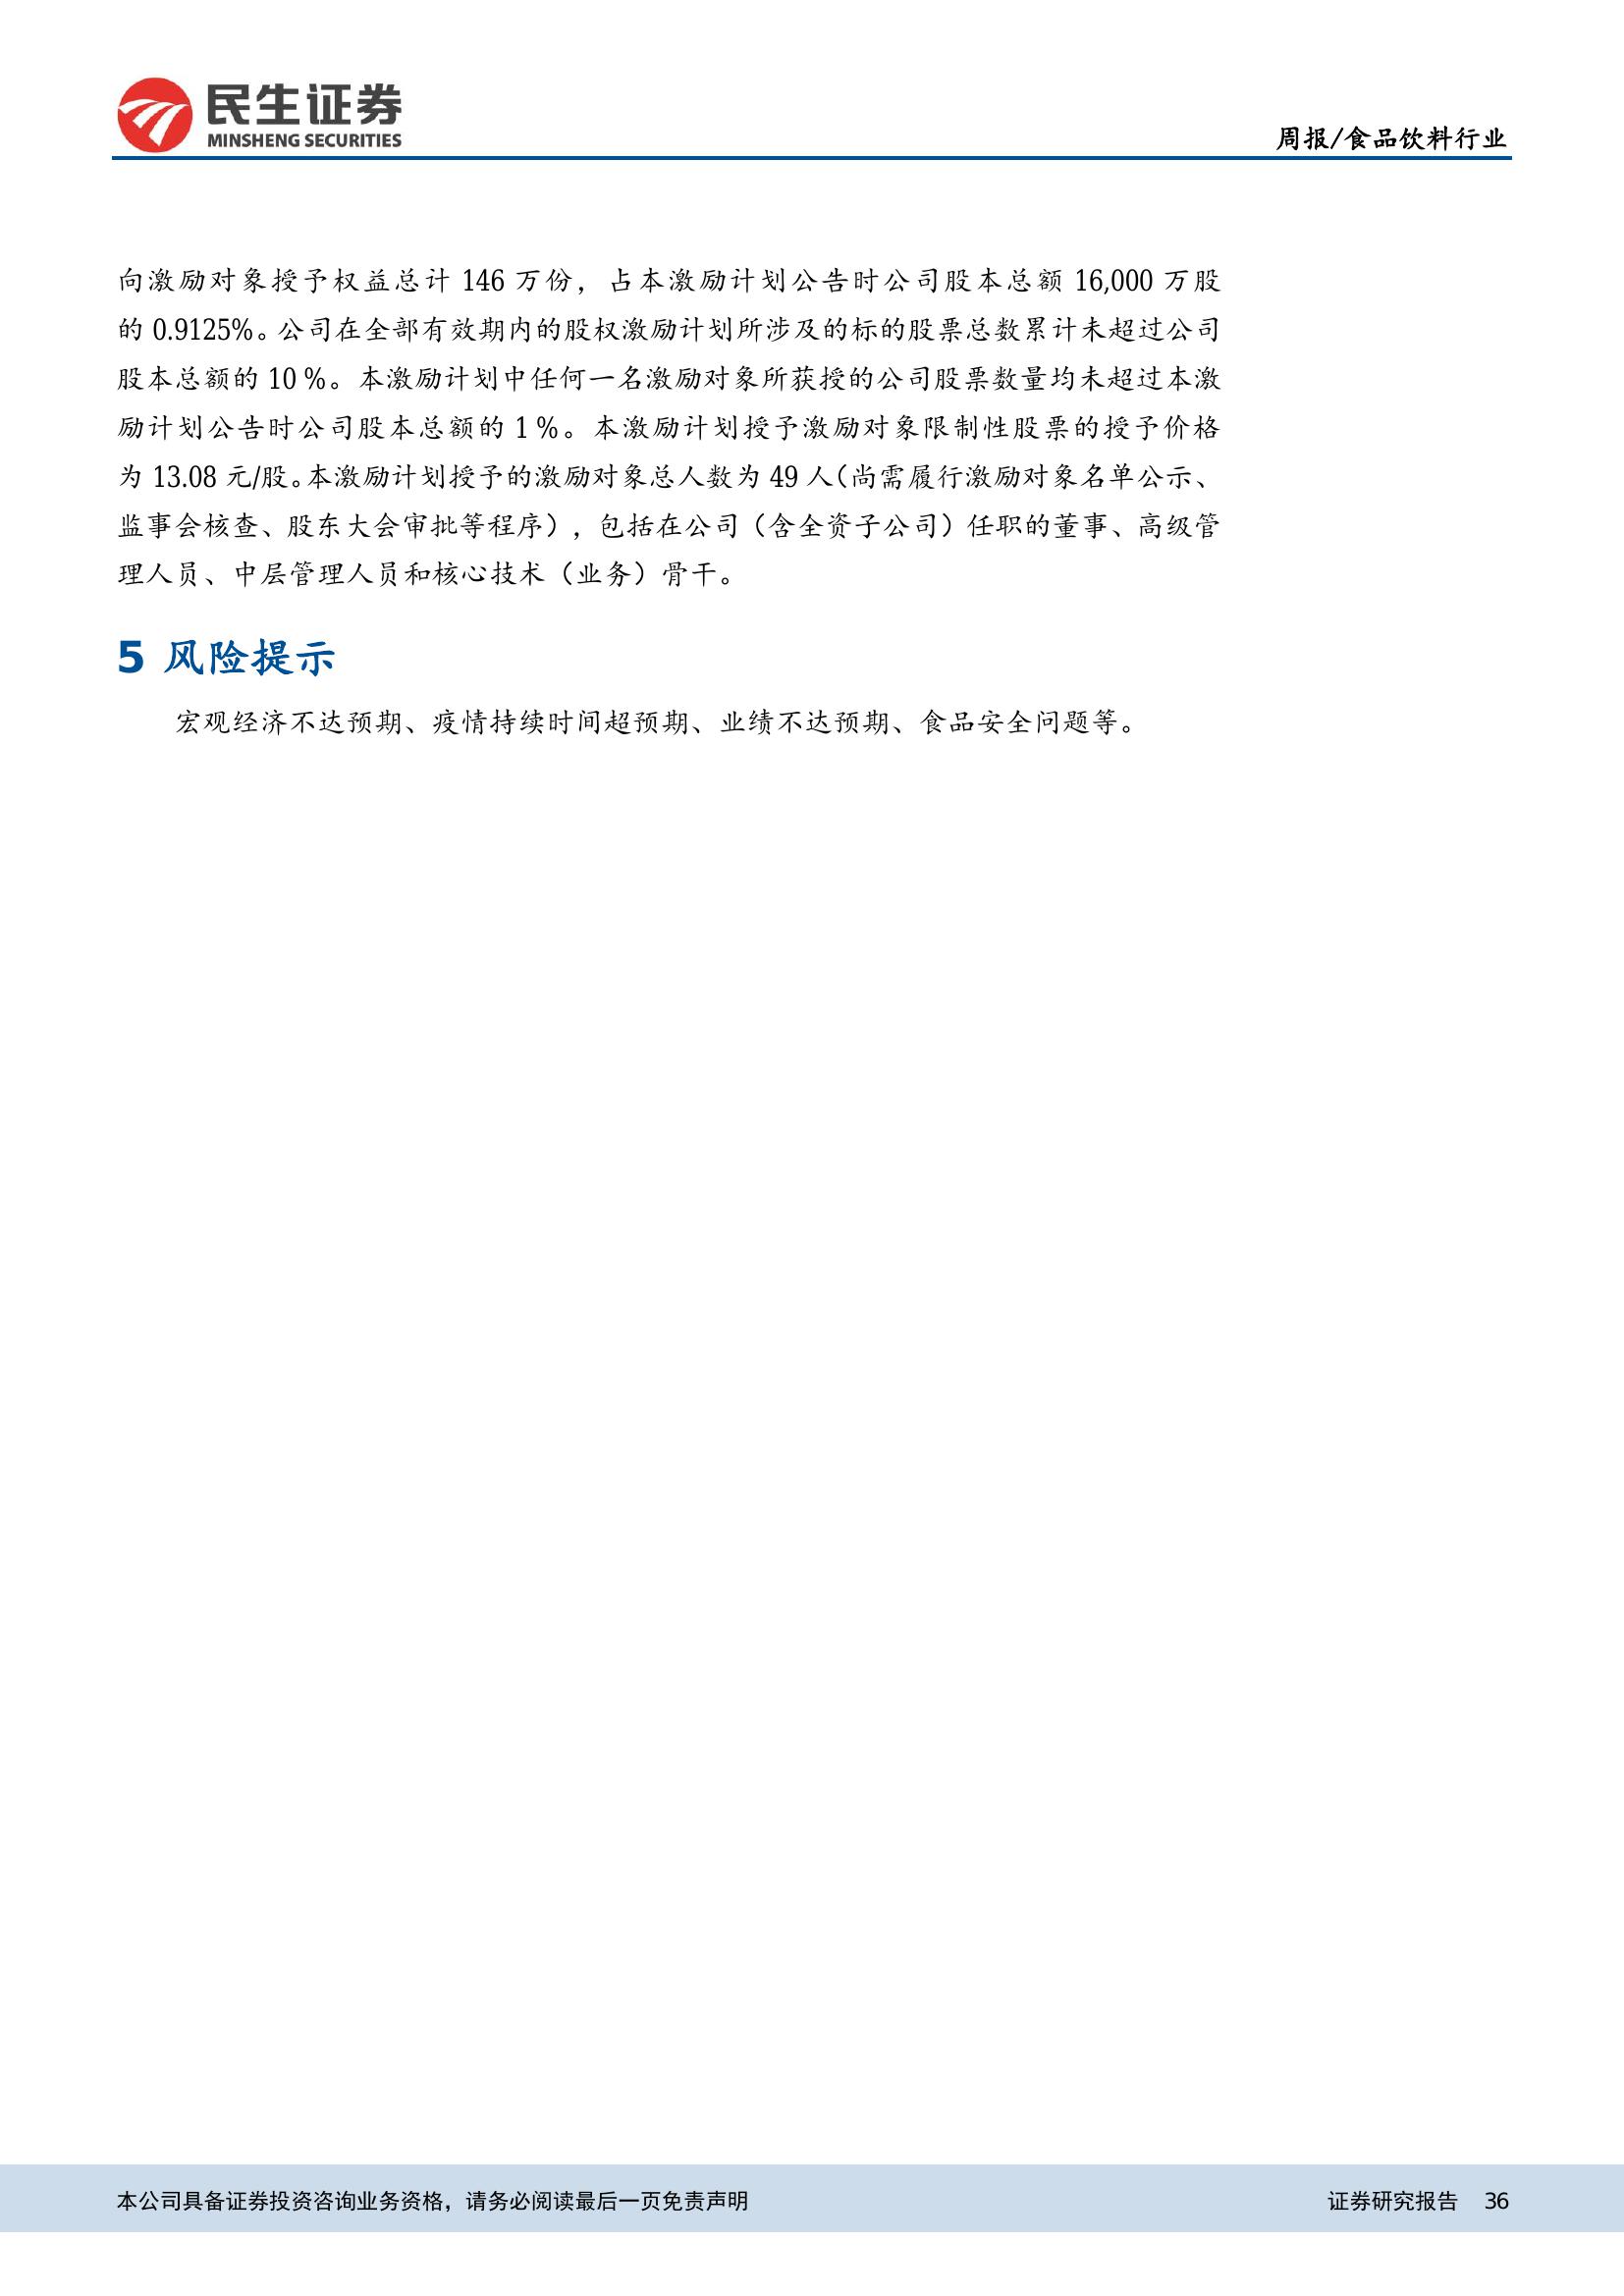 民生证券
MINSHENG SECURITIES
周报/食品饮料行业
向激励对象授予权益总计 146 万份，占本激励计划公告时公司股本总额 16,000 万股
的 0.9125%。公司在全部有效期内的股权激励计划所涉及的标的股票总数累计未超过公司
股本总额的 10％。本激励计划中任何一名激励对象所获授的公司股票数量均未超过本激
励计划公告时公司股本总额的 1％。本激励计划授予激励对象限制性股票的授予价格
为 13.08 元/股。本激励计划授予的激励对象总人数为 49 人（尚需履行激励对象名单公示、
监事会核查、股东大会审批等程序），包括在公司（含全资子公司）任职的董事、高级管
理人员、中层管理人员和核心技术（业务）骨干。
5 风险提示
宏观经济不达预期、疫情持续时间超预期、业绩不达预期、食品安全问题等。
本公司具备证券投资咨询业务资格，请务必阅读最后一页免责声明
证券研究报告 36